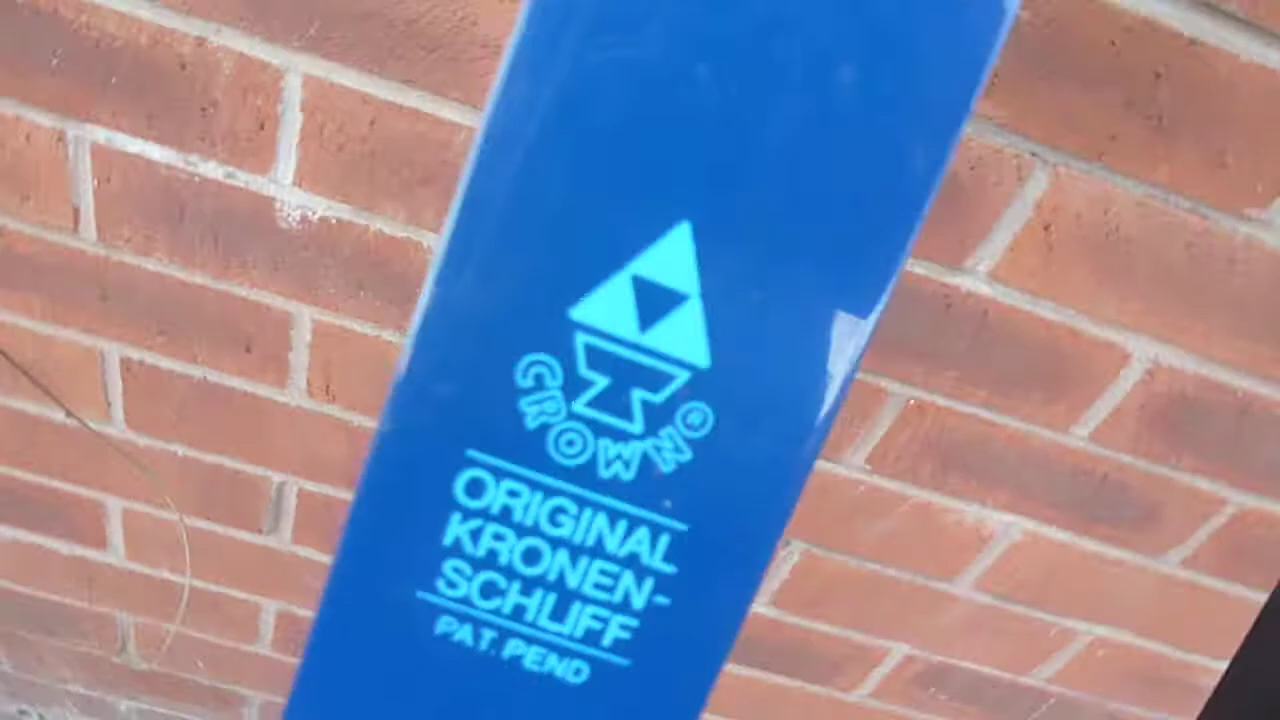 CROWN®
ORIGINAL
KRONEN-
SCHLIFF
PAT. PEND